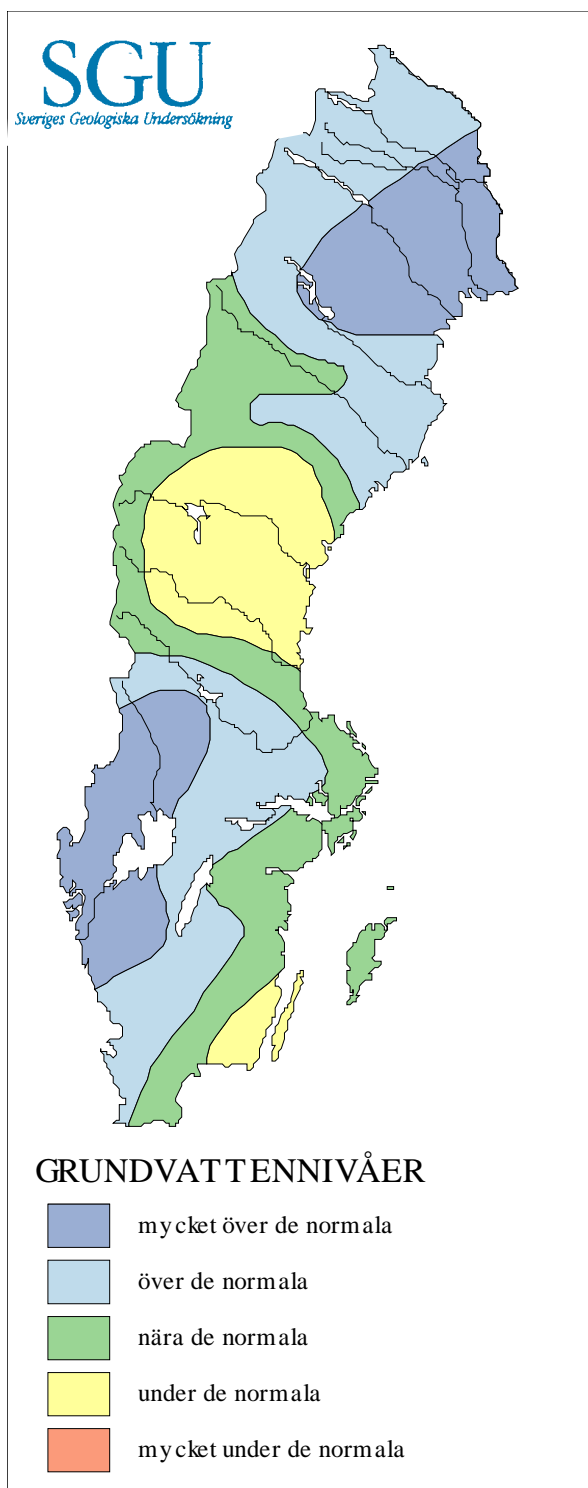 SGU
Sveriges Geologiska Undersökning
GRUNDVATTENNIVÅER
mycket över de normala
över de normala
nära de normala
under de normala
mycket under de normala